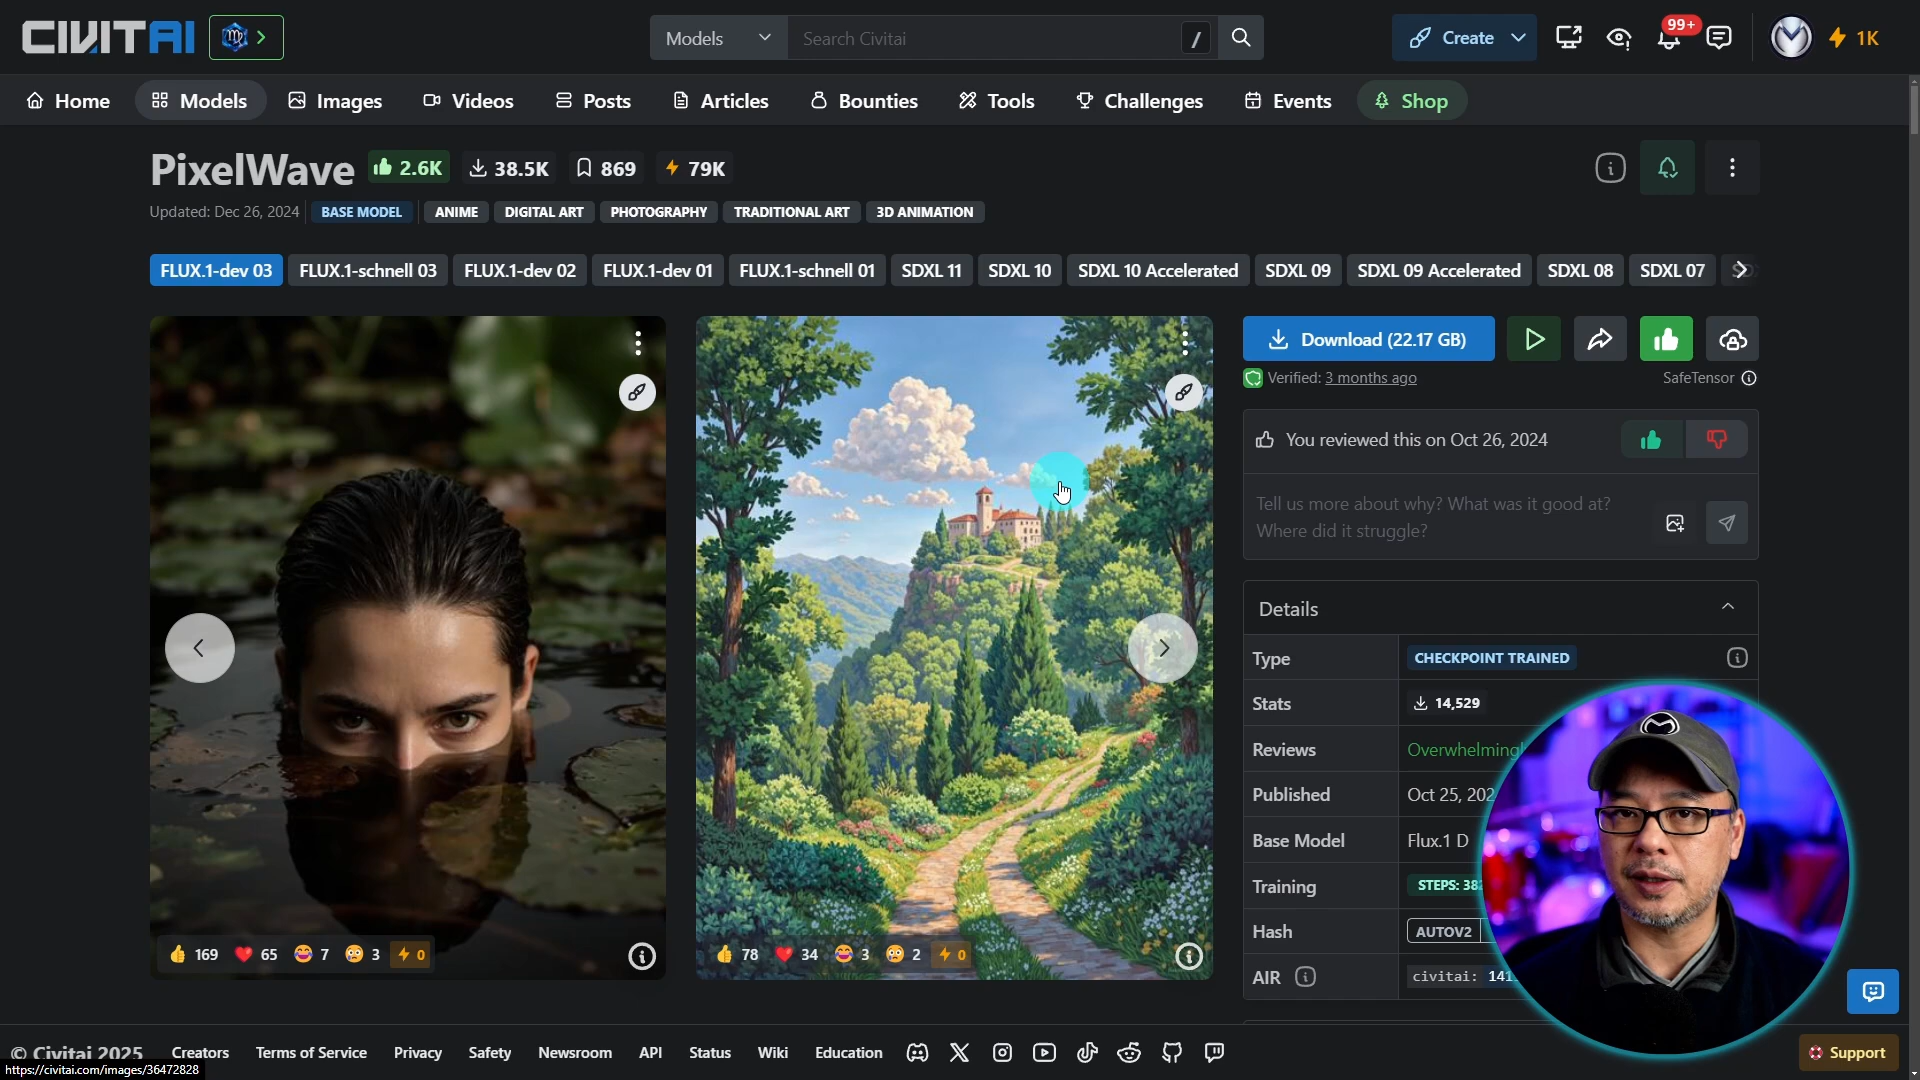 CIVITAI
Models
Search Civitai
/
Create
99+
1K
Home
Models
Images
Videos
Posts
Articles
Bounties
Tools
Challenges
Events
Shop
PixelWave
2.6K
38.5K
869
79K
Updated: Dec 26, 2024
BASE MODEL
ANIME
DIGITAL ART
PHOTOGRAPHY
TRADITIONAL ART
3D ANIMATION
FLUX.1-dev 03
FLUX.1-schnell 03
FLUX.1-dev 02
FLUX.1-dev 01
FLUX.1-schnell 01
SDXL 11
SDXL 10
SDXL 10 Accelerated
SDXL 09
SDXL 09 Accelerated
SDXL 08
SDXL 07
Download (22.17 GB)
Verified: 3 months ago
SafeTensor
You reviewed this on Oct 26, 2024
Tell us more about why? What was it good at?
Where did it struggle?
Details
Type
CHECKPOINT TRAINED
Stats
14,529
Reviews
Overwhelmingl
Published
Oct 25, 202
Base Model
Flux.1 D
Training
STEPS: 382
Hash
AUTOV2
AIR
civitai: 141
169
65
7
3
0
78
34
3
2
0
© Civitai 2025
Creators
Terms of Service
Privacy
Safety
Newsroom
API
Status
Wiki
Education
Support
https://civitai.com/images/36472828